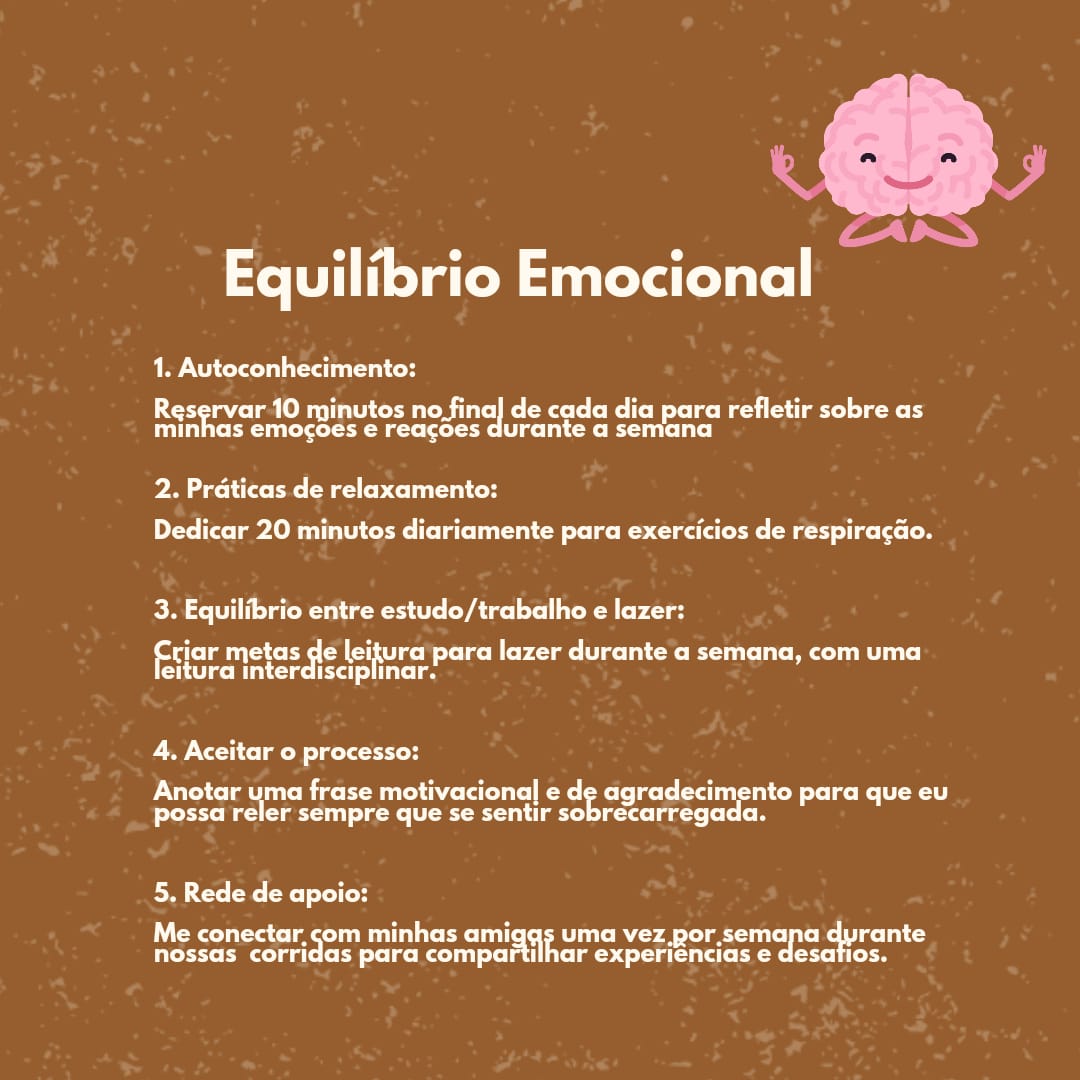 Equilíbrio Emocional
1. Autoconhecimento:
Reservar 10 minutos no final de cada dia para refletir sobre as
minhas emoções e reações durante a semana
2. Práticas de relaxamento:
Dedicar 20 minutos diariamente para exercícios de respiração.
3. Equilíbrio entre estudo/trabalho e lazer:
Criar metas de leitura para lazer durante a semana, com uma
leitura interdisciplinar.
4. Aceitar o processo:
Anotar uma frase motivacional e de agradecimento para que eu
possa reler sempre que se sentir sobrecarregada.
5. Rede de apoio:
Me conectar com minhas amigas uma vez por semana durante
nossas  corridas para compartilhar experiências e desafios.